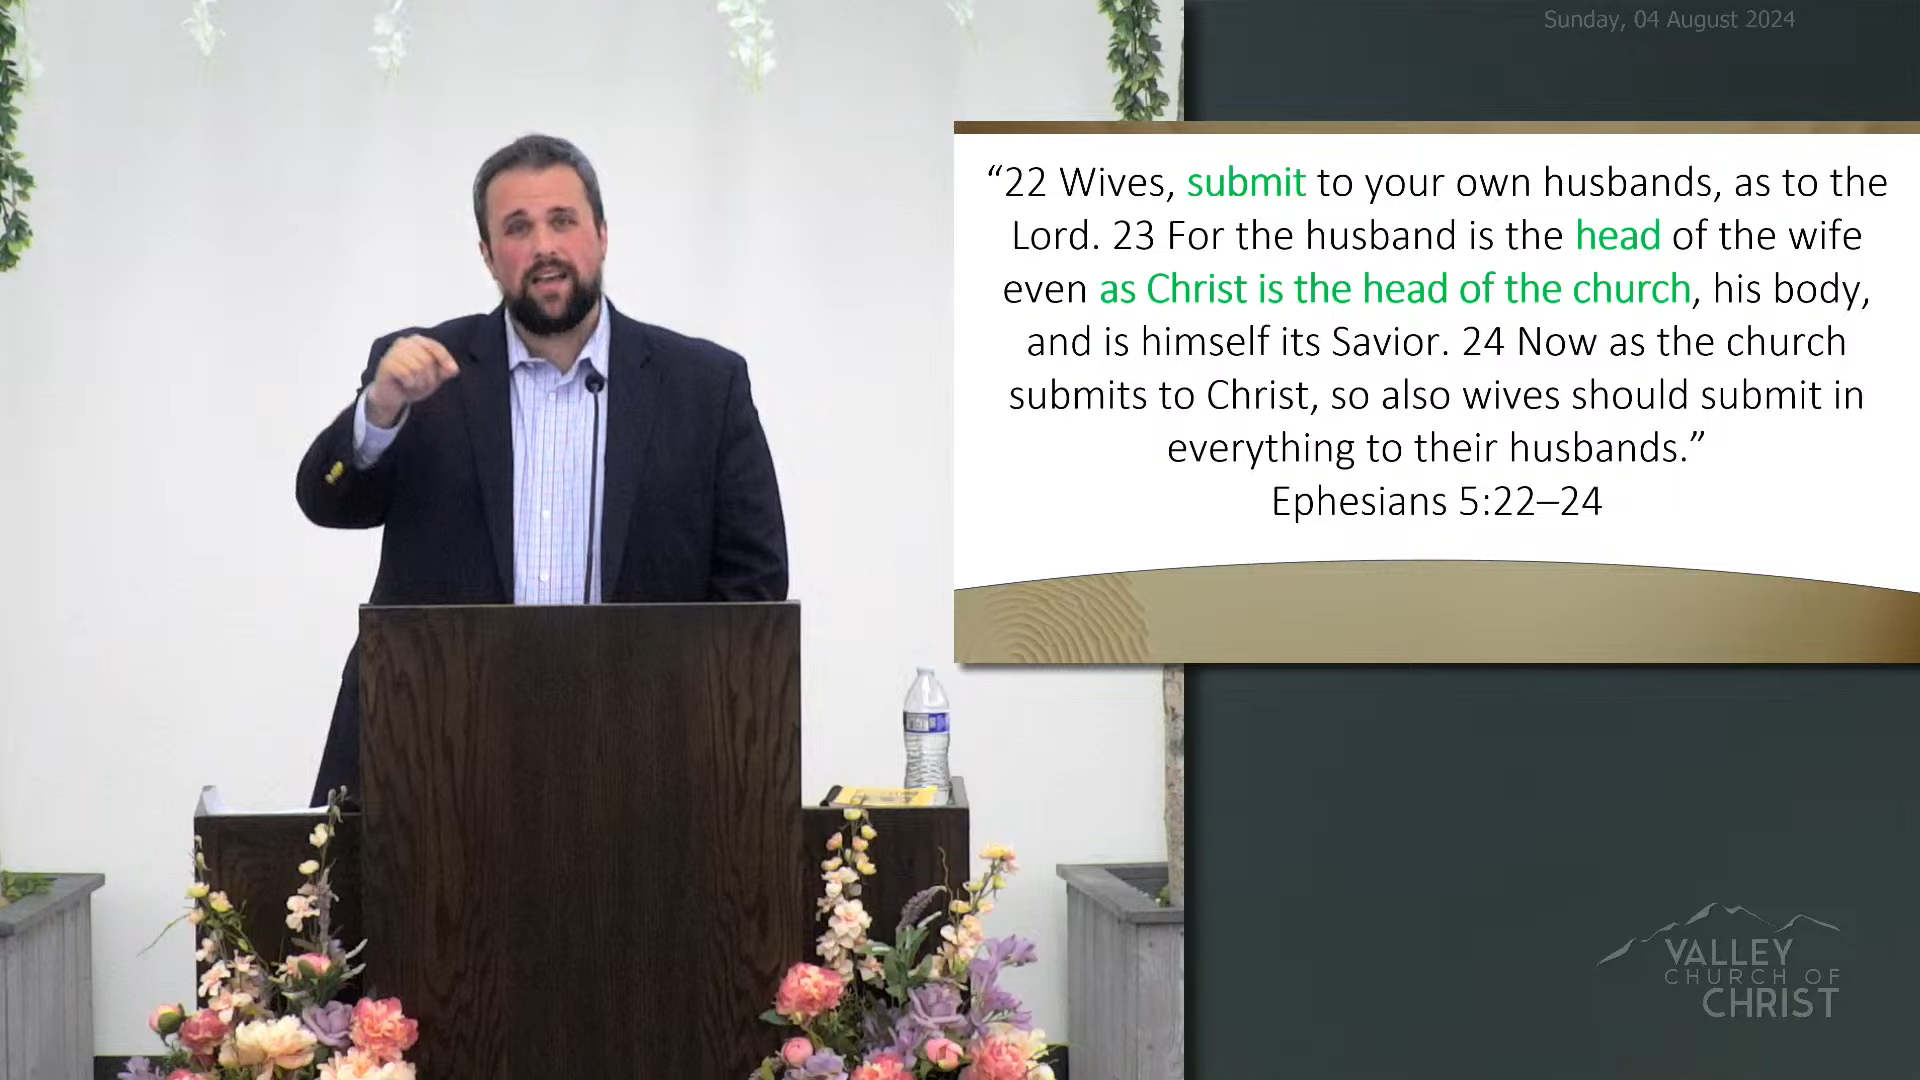 Sunday, 04 August 2024
“22 Wives, submit to your own husbands, as to the
Lord. 23 For the husband is the head of the wife
even as Christ is the head of the church, his body,
and is himself its Savior. 24 Now as the church
submits to Christ, so also wives should submit in
everything to their husbands.”
Ephesians 5:22–24
VALLEY
CHURCH OF
CHRIST